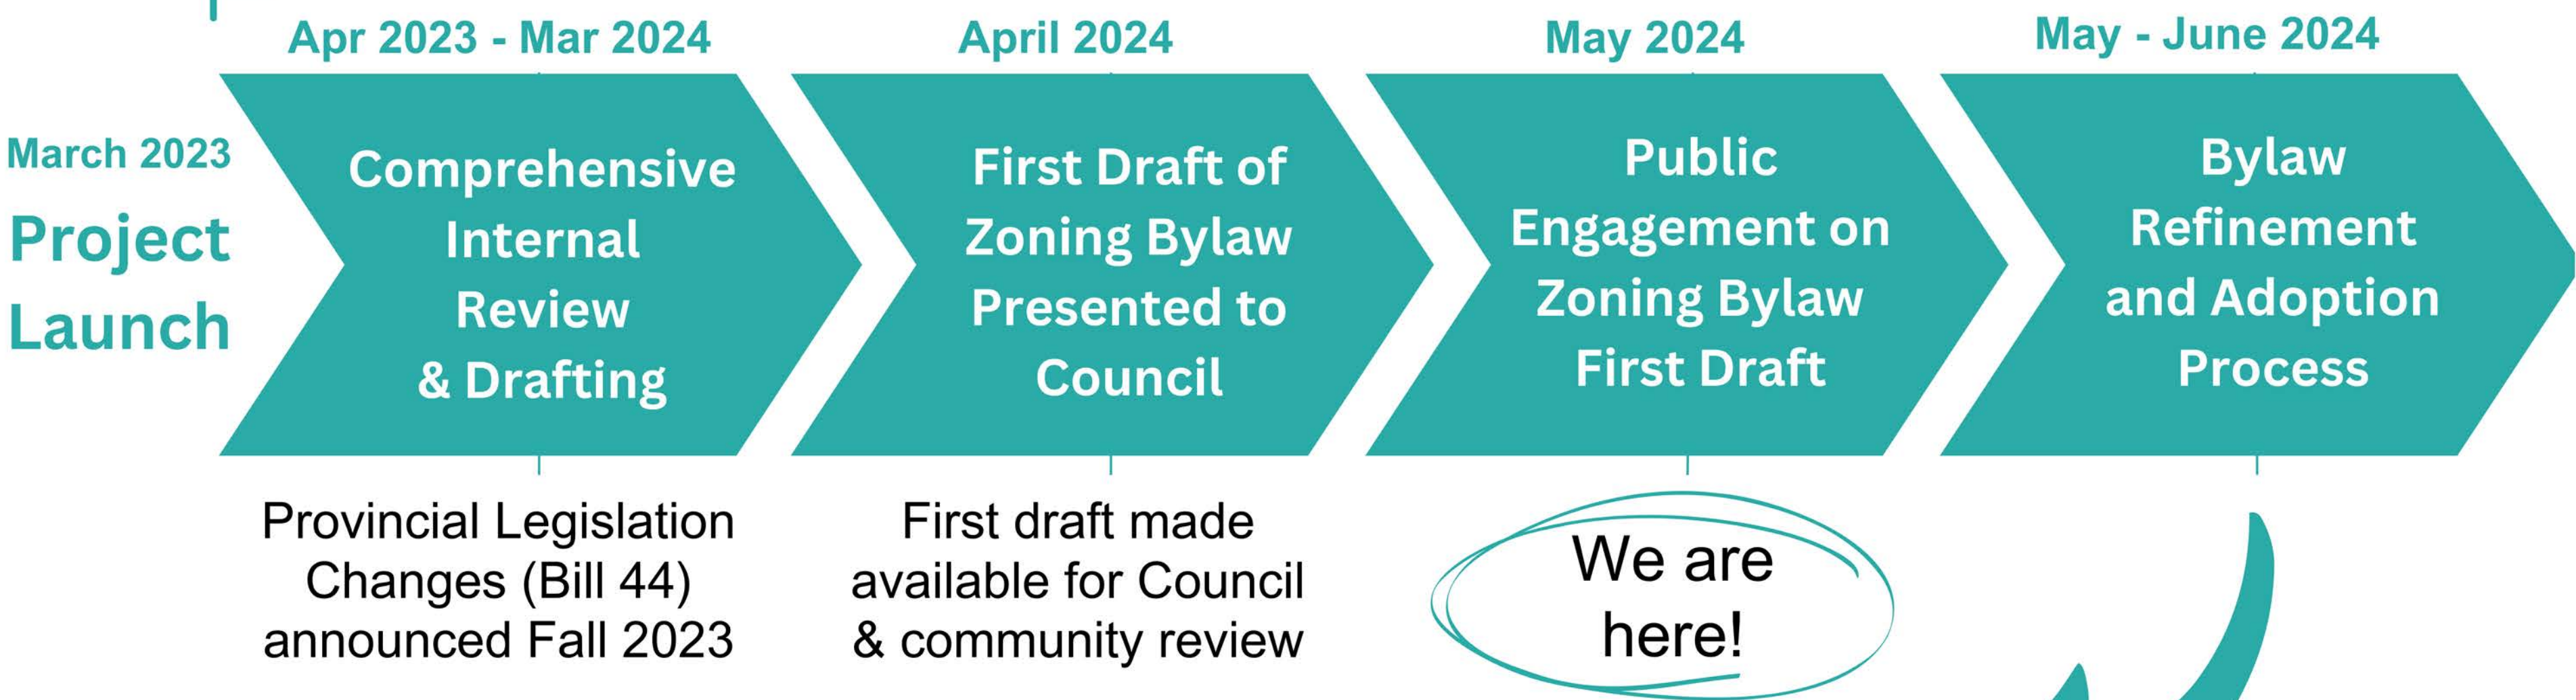 March 2023
Project
Launch
Apr 2023 - Mar 2024
Comprehensive
Internal
Review
& Drafting
Provincial Legislation
Changes (Bill 44)
announced Fall 2023
April 2024
First Draft of
Zoning Bylaw
Presented to
Council
First draft made
available for Council
& community review
May 2024
Public
Engagement on
Zoning Bylaw
First Draft
We are
here!
May - June 2024
Bylaw
Refinement
and Adoption
Process